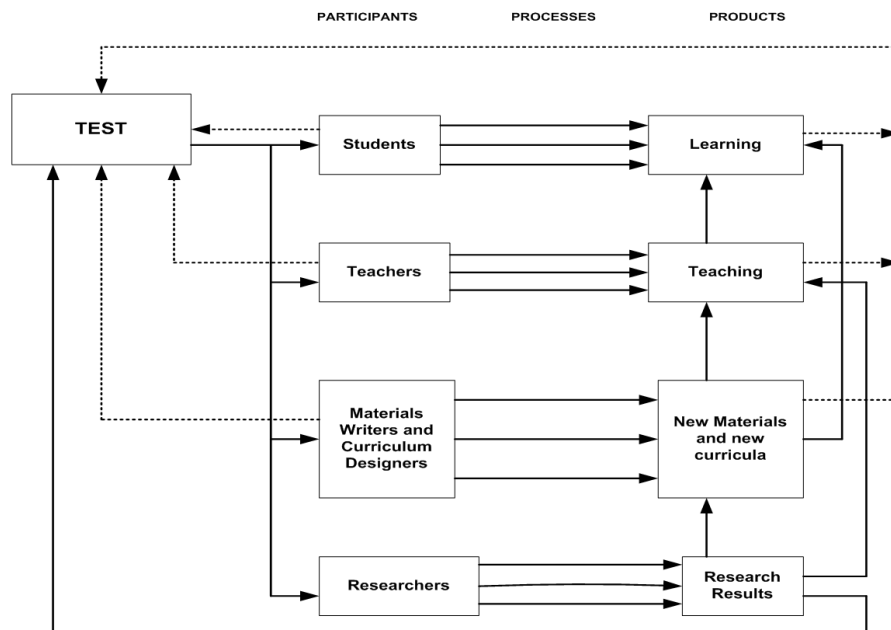 PARTICIPANTS PROCESSES PRODUCTS
TEST
Students
Learning
Teachers
Teaching
Materials
Writers and
Curriculum
Designers
New Materials
and new
curricula
Researchers
Research
Results